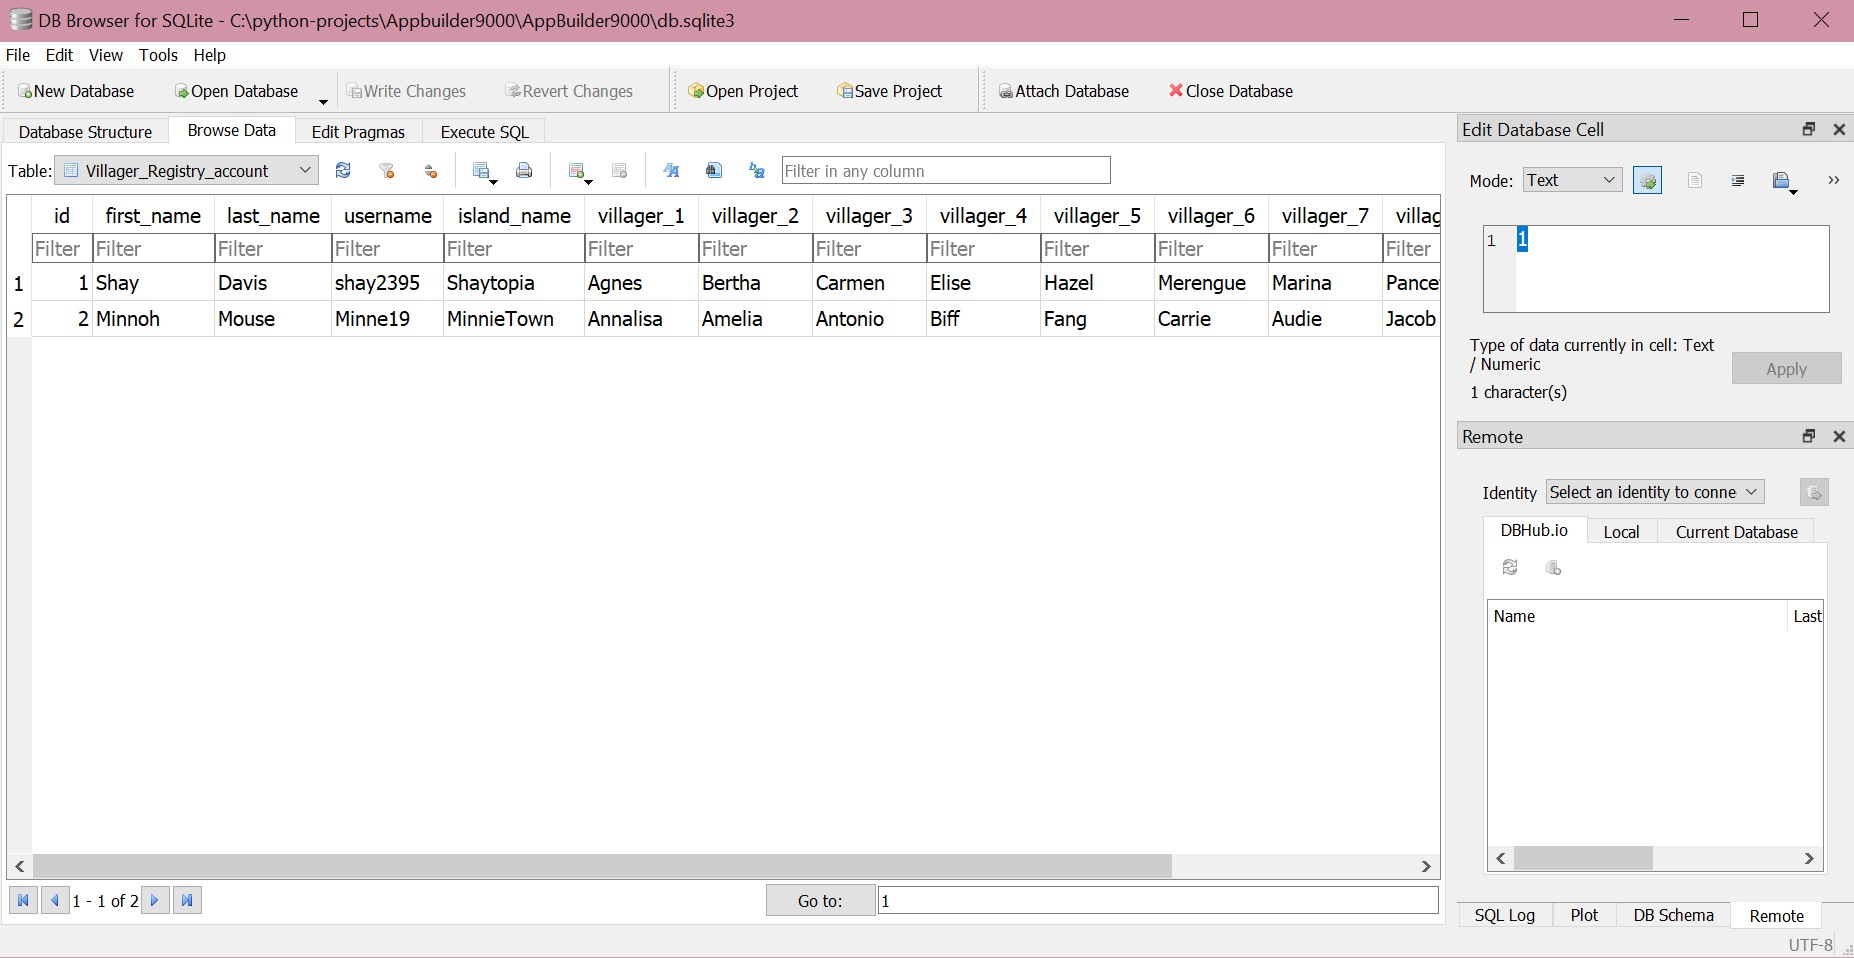 DB Browser for SQLite - C:\python-projects\Appbuilder9000\AppBuilder9000\db.sqlite3
File Edit View Tools Help
New Database Open Database Write Changes Revert Changes Open Project Save Project Attach Database Close Database
Database Structure Browse Data Edit Pragmas Execute SQL
Table: Villager_Registry_account Filter in any column
id first_name last_name username island_name villager_1 villager_2 villager_3 villager_4 villager_5 villager_6 villager_7 villag
Filter Filter Filter Filter Filter Filter Filter Filter Filter Filter Filter Filter Filter
1 1 Shay Davis shay2395 Shaytopia Agnes Bertha Carmen Elise Hazel Merengue Marina Pance
2 2 Minnoh Mouse Minne19 MinnieTown Annalisa Amelia Antonio Biff Fang Carrie Audie Jacob
1 - 1 of 2 Go to: 1
Edit Database Cell
Mode: Text
1 1
Type of data currently in cell: Text
/ Numeric
1 character(s)
Apply
Remote
Identity Select an identity to conne
DBHub.io Local Current Database
Name Last
SQL Log Plot DB Schema Remote
UTF-8